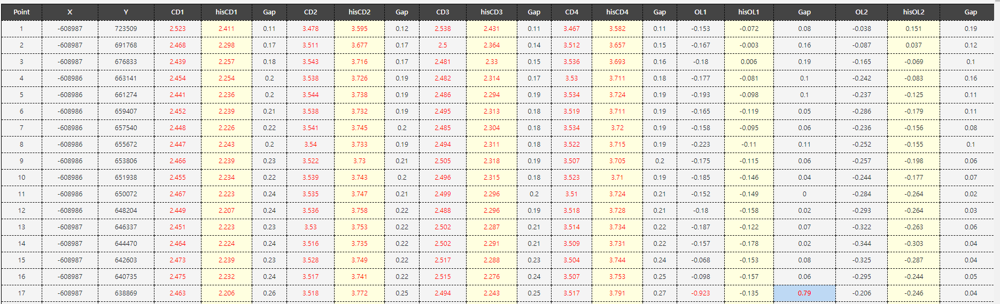 Point X Y CD1 hisCD1 Gap CD2 hisCD2 Gap CD3 hisCD3 Gap CD4 hisCD4 Gap OL1 hisOL1 Gap OL2 hisOL2 Gap
1 -608987 723509 2.523 2.411 0.11 3.478 3.595 0.12 2.538 2.431 0.11 3.467 3.582 0.11 -0.153 -0.072 0.08 -0.038 0.151 0.19
2 -608987 691768 2.468 2.298 0.17 3.511 3.677 0.17 2.5 2.364 0.14 3.512 3.657 0.15 -0.167 -0.003 0.16 -0.087 0.037 0.12
3 -608987 676833 2.439 2.257 0.18 3.543 3.716 0.17 2.481 2.33 0.15 3.536 3.693 0.16 -0.18 0.006 0.19 -0.165 -0.069 0.1
4 -608986 663141 2.454 2.254 0.2 3.538 3.726 0.19 2.482 2.314 0.17 3.53 3.711 0.18 -0.177 -0.081 0.1 -0.242 -0.083 0.16
5 -608986 661274 2.441 2.236 0.2 3.544 3.738 0.19 2.486 2.294 0.19 3.534 3.724 0.19 -0.193 -0.098 0.1 -0.237 -0.125 0.11
6 -608986 659407 2.452 2.239 0.21 3.538 3.732 0.19 2.495 2.313 0.18 3.519 3.711 0.19 -0.165 -0.119 0.05 -0.286 -0.179 0.11
7 -608986 657540 2.448 2.226 0.22 3.541 3.745 0.2 2.485 2.304 0.18 3.534 3.72 0.19 -0.158 -0.095 0.06 -0.236 -0.156 0.08
8 -608986 655672 2.447 2.243 0.2 3.54 3.733 0.19 2.494 2.311 0.18 3.522 3.715 0.19 -0.223 -0.11 0.11 -0.252 -0.155 0.1
9 -608986 653806 2.466 2.239 0.23 3.522 3.73 0.21 2.505 2.318 0.19 3.507 3.705 0.2 -0.175 -0.115 0.06 -0.257 -0.198 0.06
10 -608986 651938 2.455 2.234 0.22 3.539 3.743 0.2 2.496 2.315 0.18 3.523 3.71 0.19 -0.185 -0.146 0.04 -0.244 -0.177 0.07
11 -608986 650072 2.467 2.223 0.24 3.535 3.747 0.21 2.499 2.296 0.2 3.51 3.724 0.21 -0.152 -0.149 0 -0.284 -0.264 0.02
12 -608986 648204 2.449 2.207 0.24 3.536 3.758 0.22 2.488 2.296 0.19 3.518 3.728 0.21 -0.18 -0.158 0.02 -0.293 -0.264 0.03
13 -608987 646337 2.451 2.223 0.23 3.53 3.753 0.22 2.502 2.287 0.21 3.514 3.734 0.22 -0.187 -0.122 0.07 -0.322 -0.263 0.06
14 -608987 644470 2.464 2.224 0.24 3.516 3.735 0.22 2.502 2.291 0.21 3.509 3.731 0.22 -0.157 -0.178 0.02 -0.344 -0.303 0.04
15 -608987 642603 2.473 2.239 0.23 3.528 3.749 0.22 2.517 2.288 0.23 3.504 3.744 0.24 -0.068 -0.153 0.08 -0.325 -0.287 0.04
16 -608987 640735 2.475 2.232 0.24 3.517 3.741 0.22 2.515 2.276 0.24 3.507 3.753 0.25 -0.098 -0.157 0.06 -0.295 -0.244 0.05
17 -608987 638869 2.463 2.206 0.26 3.518 3.772 0.25 2.494 2.243 0.25 3.517 3.791 0.27 -0.923 -0.135 0.79 -0.206 -0.246 0.04